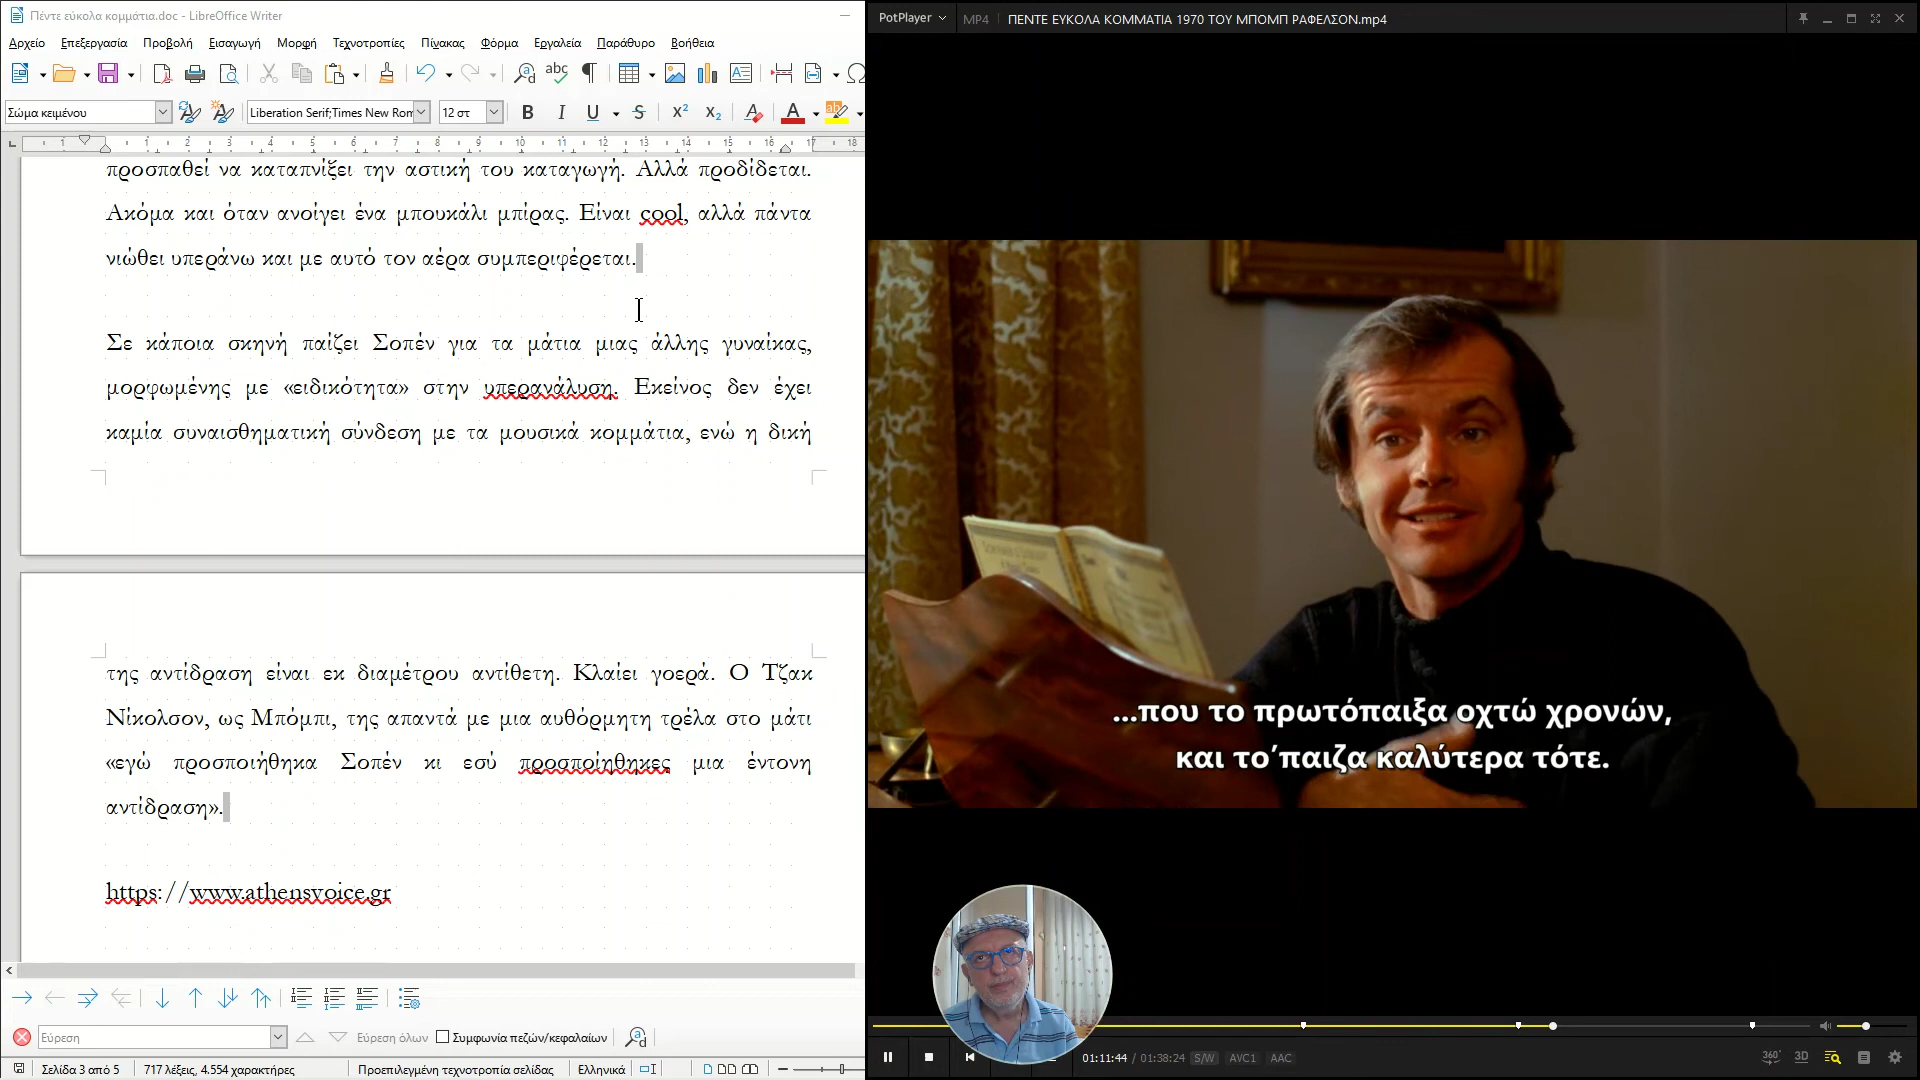 Πέντε εύκολα κομμάτια.doc - LibreOffice Writer
Αρχείο Επεξεργασία Προβολή Εισαγωγή Μορφή Τεχνοτροπίες Πίνακας Φόρμα Εργαλεία Παράθυρο Βοήθεια
Σώμα κειμένου
Liberation Serif;Times New Rom
12 στ
προσπαθεί να καταπνίξει την αστική του καταγωγή. Αλλά προδίδεται.
Ακόμα και όταν ανοίγει ένα μπουκάλι μπίρας. Είναι cool, αλλά πάντα
νιώθει υπεράνω και με αυτό τον αέρα συμπεριφέρεται.
Σε κάποια σκηνή παίζει Σοπέν για τα μάτια μιας άλλης γυναίκας,
μορφωμένης με «ειδικότητα» στην υπερανάλυση. Εκείνος δεν έχει
καμία συναισθηματική σύνδεση με τα μουσικά κομμάτια, ενώ η δική
της αντίδραση είναι εκ διαμέτρου αντίθετη. Κλαίει γοερά. Ο Τζακ
Νίκολσον, ως Μπόμπι, της απαντά με μια αυθόρμητη τρέλα στο μάτι
«εγώ προσποιήθηκα Σοπέν κι εσύ προσποίηθηκες μια έντονη
αντίδραση».
https://www.athensvoice.gr
Εύρεση
Εύρεση όλων
Συμφωνία πεζών/κεφαλαίων
Σελίδα 3 από 5
717 λέξεις, 4.554 χαρακτήρες
Προεπιλεγμένη τεχνοτροπία σελίδας
Ελληνικά
PotPlayer
MP4
ΠΕΝΤΕ ΕΥΚΟΛΑ ΚΟΜΜΑΤΙΑ 1970 ΤΟΥ ΜΠΟΜΠ ΡΑΦΕΛΣΟΝ.mp4
...που το πρωτόπαιξα οχτώ χρονών,
και το'παιζα καλύτερα τότε.
01:11:44 / 01:38:24 S/W AVC1 AAC
360° 3D